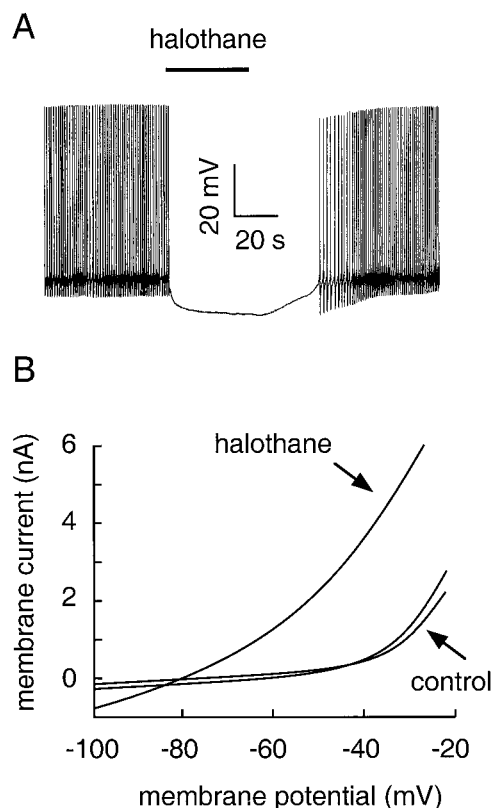 A
halothane
20 mV
20 s
B
membrane current (nA)
6
4
2
0
halothane
control
-100 -80 -60 -40 -20
membrane potential (mV)